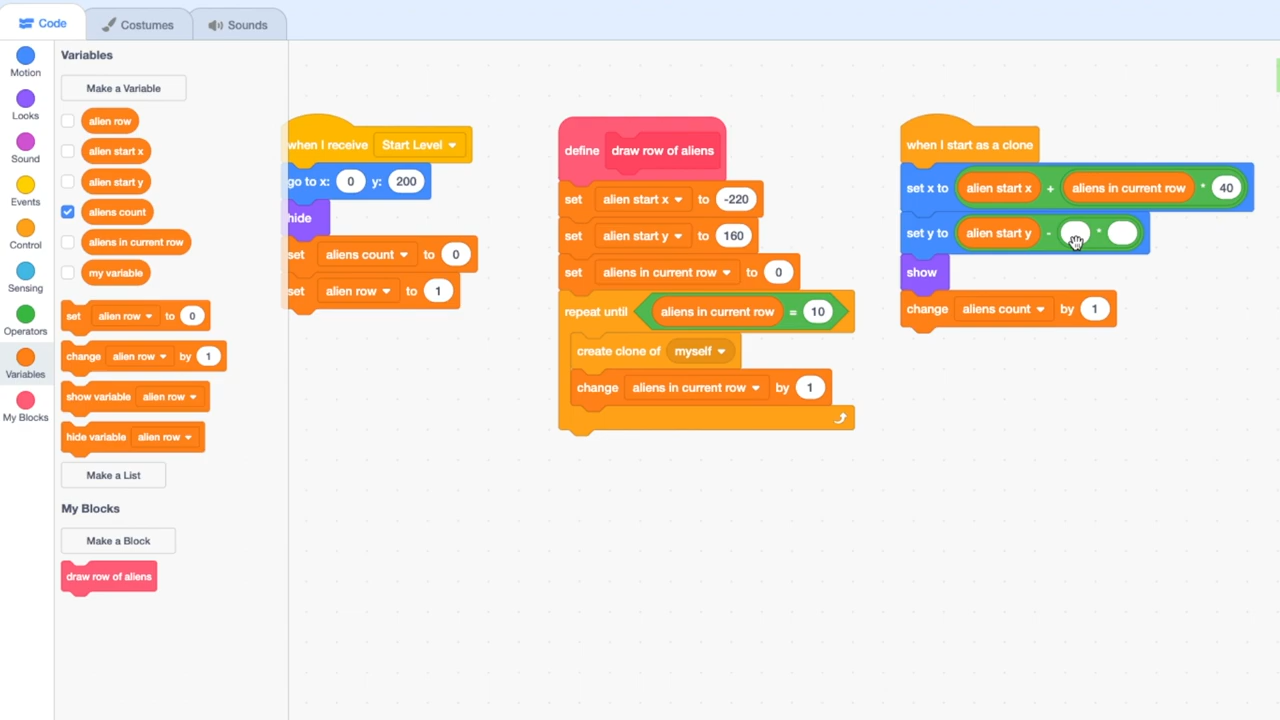 Code
Costumes
Sounds
Motion
Looks
Sound
Events
Control
Sensing
Operators
Variables
My Blocks
Variables
Make a Variable
alien row
alien start x
alien start y
aliens count
aliens in current row
my variable
set alien row to 0
change alien row by 1
show variable alien row
hide variable alien row
Make a List
My Blocks
Make a Block
draw row of aliens
when I receive Start Level
go to x: 0 y: 200
hide
set aliens count to 0
set alien row to 1
define draw row of aliens
set alien start x to -220
set alien start y to 160
set aliens in current row to 0
repeat until aliens in current row = 10
create clone of myself
change aliens in current row by 1
when I start as a clone
set x to alien start x + aliens in current row * 40
set y to alien start y - *
show
change aliens count by 1